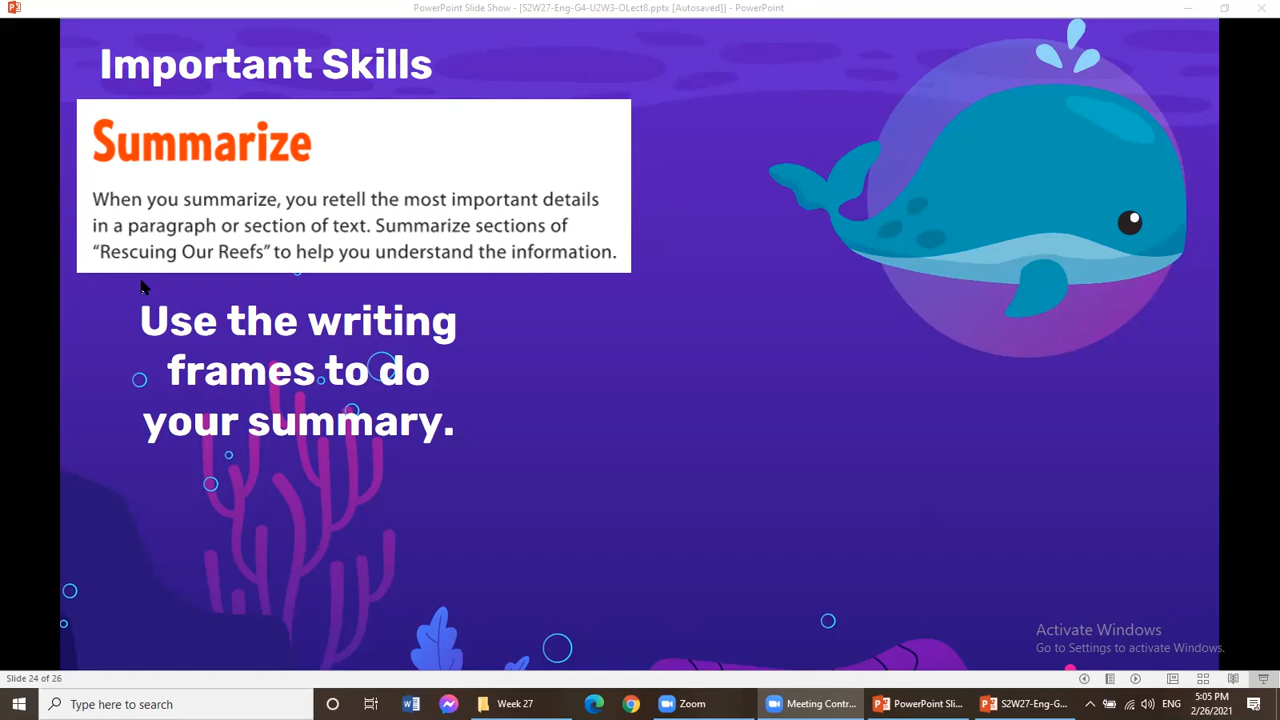 PowerPoint Slide Show - [S2W27-Eng-G4-U2W3-OLect8.pptx [Autosaved]] - PowerPoint
Important Skills
Summarize
When you summarize, you retell the most important details
in a paragraph or section of text. Summarize sections of
“Rescuing Our Reefs” to help you understand the information.
Use the writing
frames to do
your summary.
Activate Windows
Go to Settings to activate Windows.
Slide 24 of 26
Type here to search
Week 27
Zoom
Meeting Contr...
PowerPoint Sli...
S2W27-Eng-G...
ENG
5:05 PM
2/26/2021